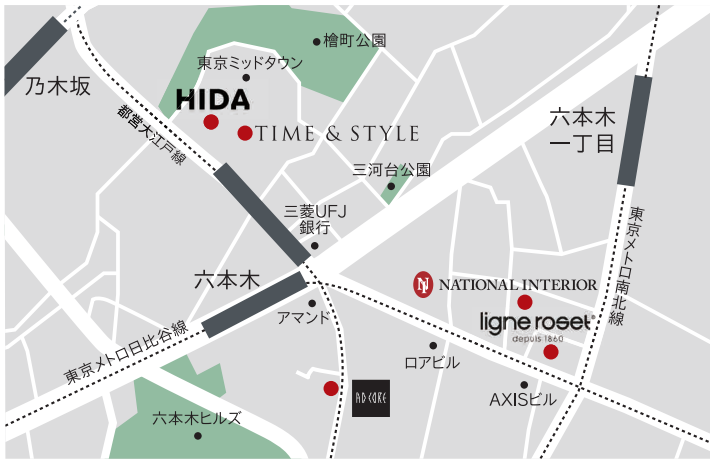 檜町公園
東京ミッドタウン
乃木坂
HIDA
TIME & STYLE
六本木
一丁目
都営大江戸線
三河台公園
三菱UFJ
銀行
東京メトロ南北線
六本木
NI
NATIONAL INTERIOR
アマンド
ligne roset®
depuis 1860
東京メトロ日比谷線
ロアビル
AD CORE
AXISビル
六本木ヒルズ